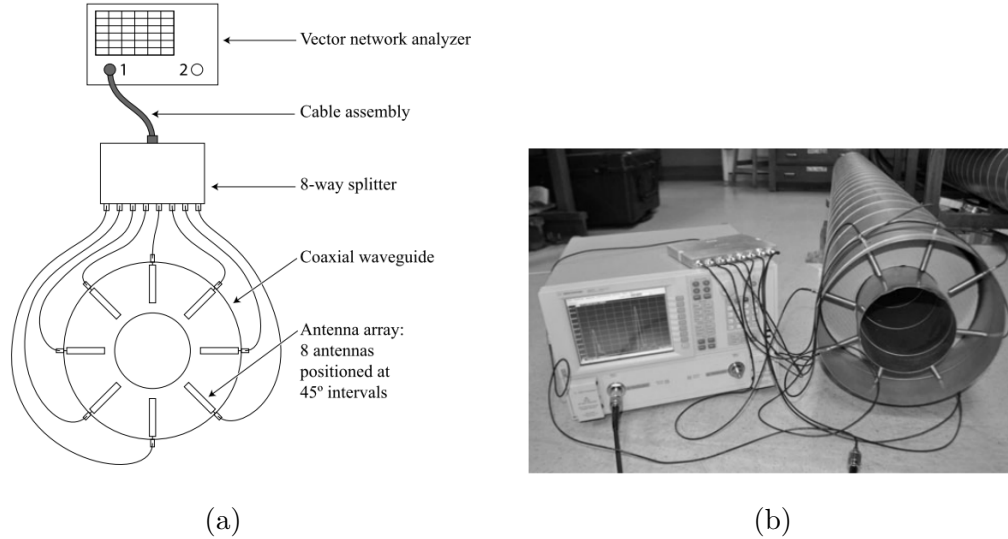 Vector network analyzer
1
2
Cable assembly
8-way splitter
Coaxial waveguide
Antenna array:
8 antennas
positioned at
45º intervals
(a)
(b)